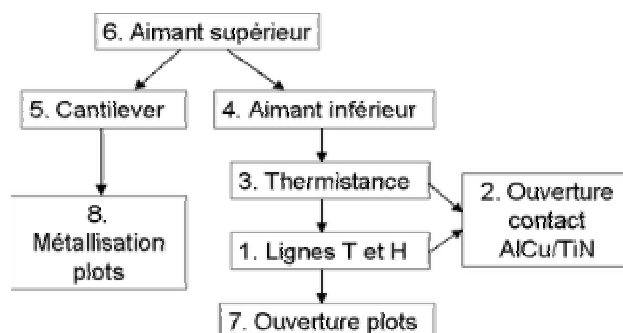 6. Aimant supérieur
5. Cantilever
4. Aimant inférieur
3. Thermistance
8.
Métallisation
plots
2. Ouverture
contact
AlCu/TiN
1. Lignes T et H
7. Ouverture plots